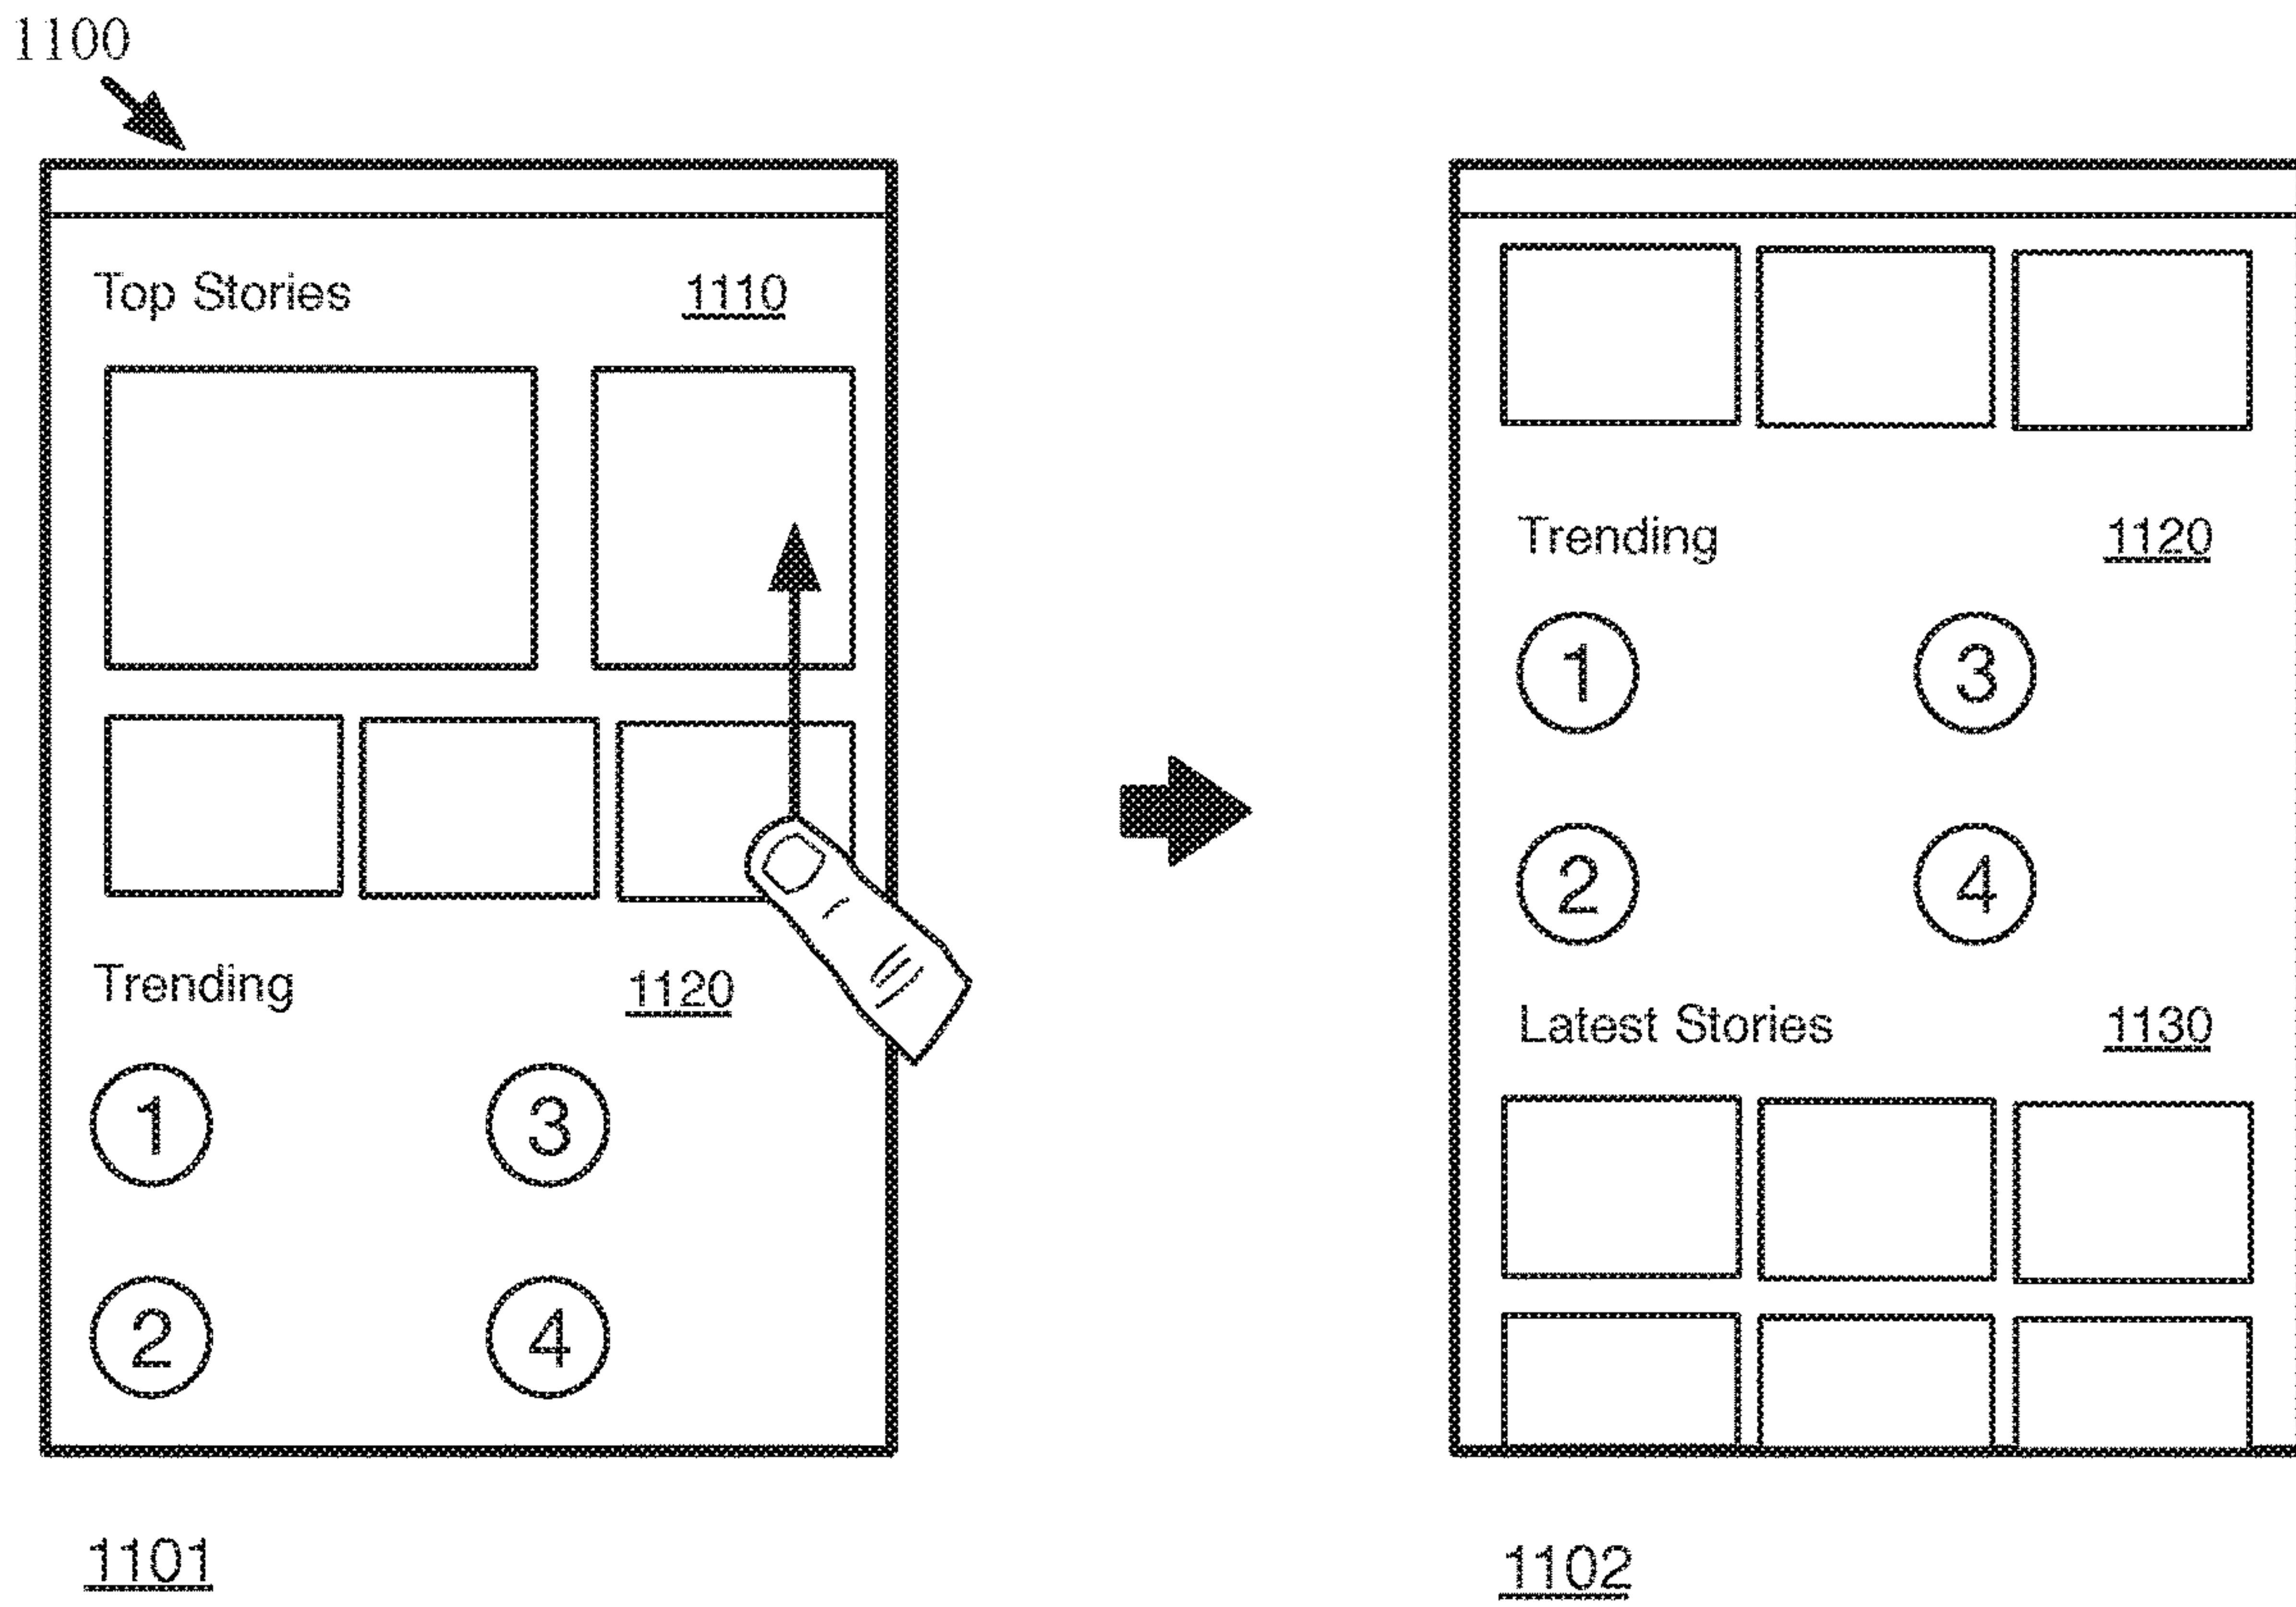 1100
Top Stories 1110
Trending 1120
1 3
2 4
1101
Trending 1120
1 3
2 4
Latest Stories 1130
1102